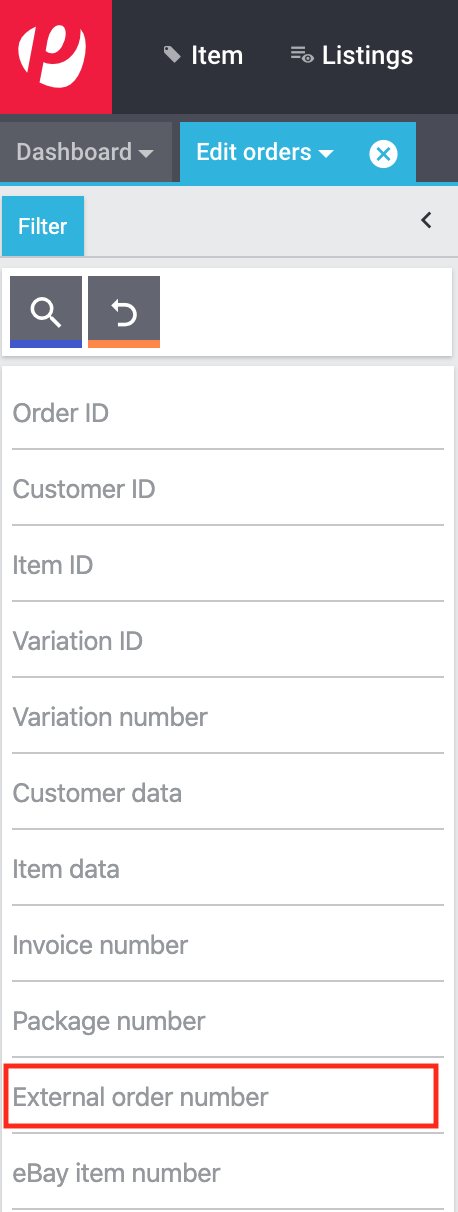 Item Listings
Dashboard Edit orders
Filter
Order ID
Customer ID
Item ID
Variation ID
Variation number
Customer data
Item data
Invoice number
Package number
External order number
eBay item number